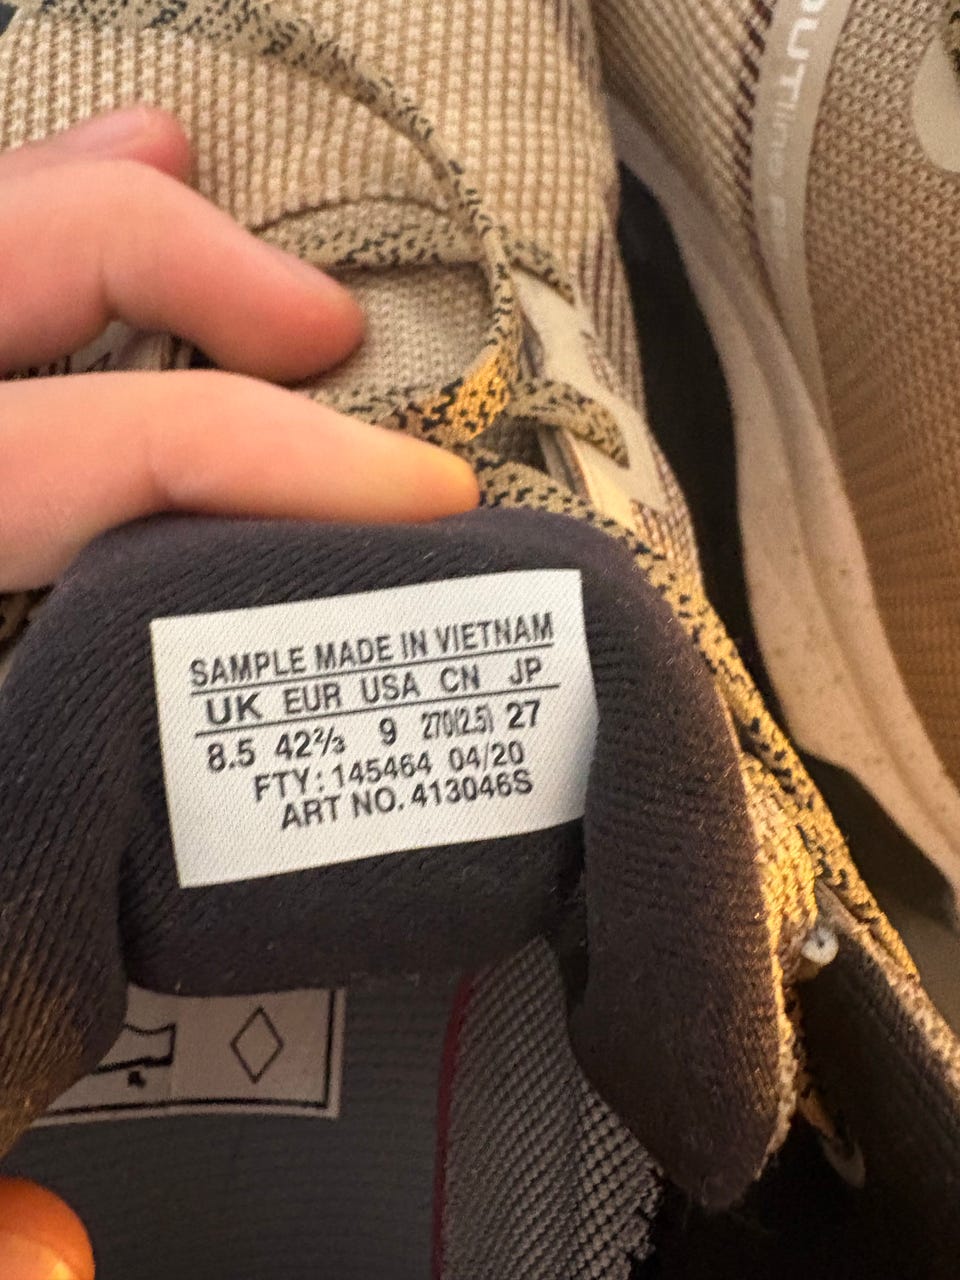 SAMPLE MADE IN VIETNAM
UK EUR USA CN JP
8.5 42⅔ 9 270(2.5) 27
FTY: 145464 04/20
ART NO. 413046S